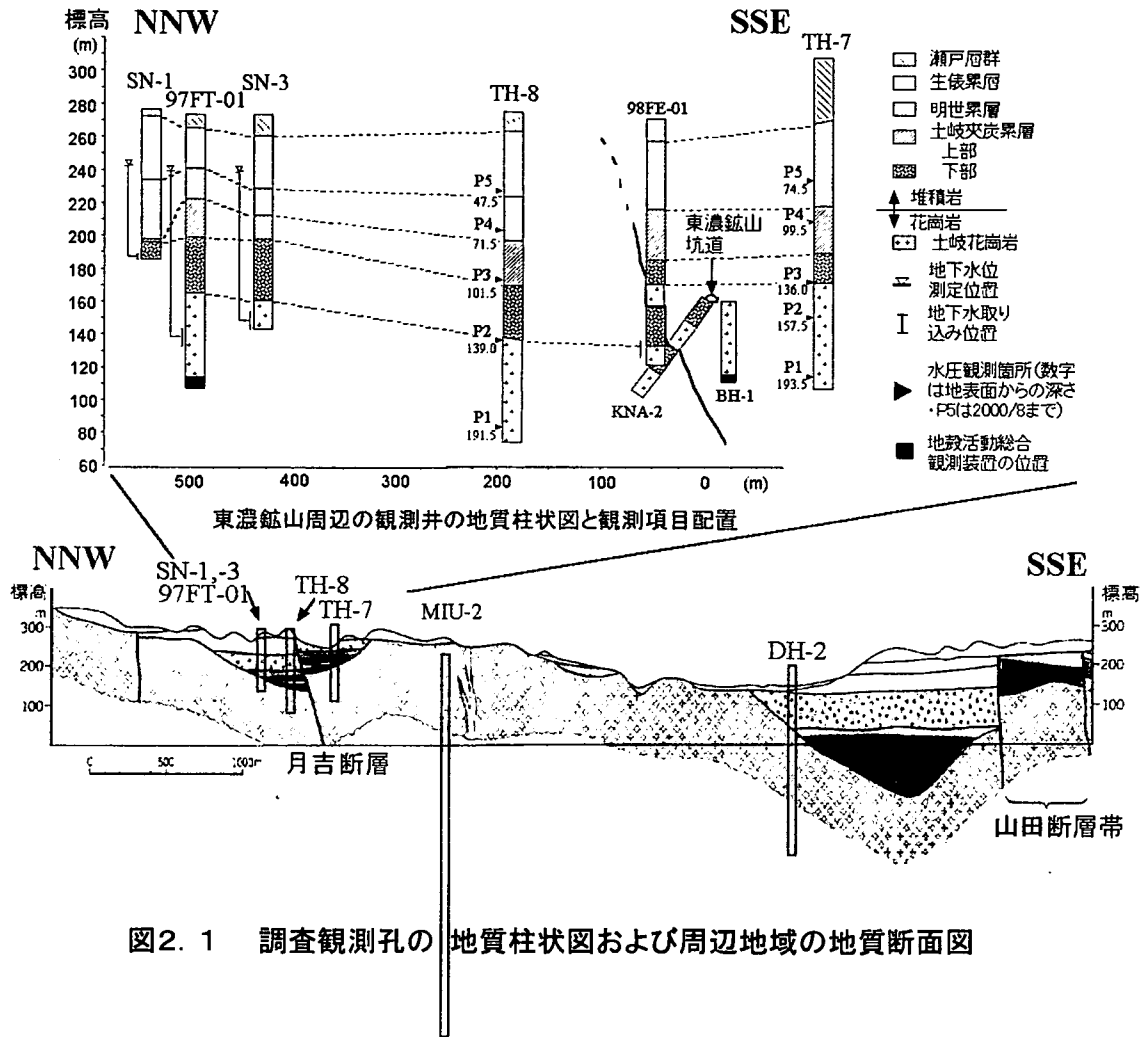 標高 NNW SSE
(m)
TH-7
SN-1 97FT-01 SN-3 TH-8 98FE-01
300
280
260
240
220
200
180
160
140
120
100
80
60
P5
47.5
P4
71.5
P3
101.5
P2
139.0
P1
191.5
東濃鉱山
坑道
KNA-2
BH-1
P5
74.5
P4
99.5
P3
136.0
P2
157.5
P1
193.5
瀬戸層群
生俵累層
明世累層
土岐夾炭累層
上部
下部
堆積岩
花崗岩
土岐花崗岩
地下水位
測定位置
地下水取り
込み位置
水圧観測箇所(数字
は地表面からの深さ
・P5は2000/8まで)
地殻活動総合
観測装置の位置
500 400 300 200 100 0 (m)
東濃鉱山周辺の観測井の地質柱状図と観測項目配置
NNW SSE
標高
m
300
200
100
SN-1,-3
97FT-01
TH-8
TH-7
MIU-2
DH-2
標高
m
300
200
100
0 500 1000m
月吉断層
山田断層帯
図2. 1 調査観測孔の地質柱状図および周辺地域の地質断面図